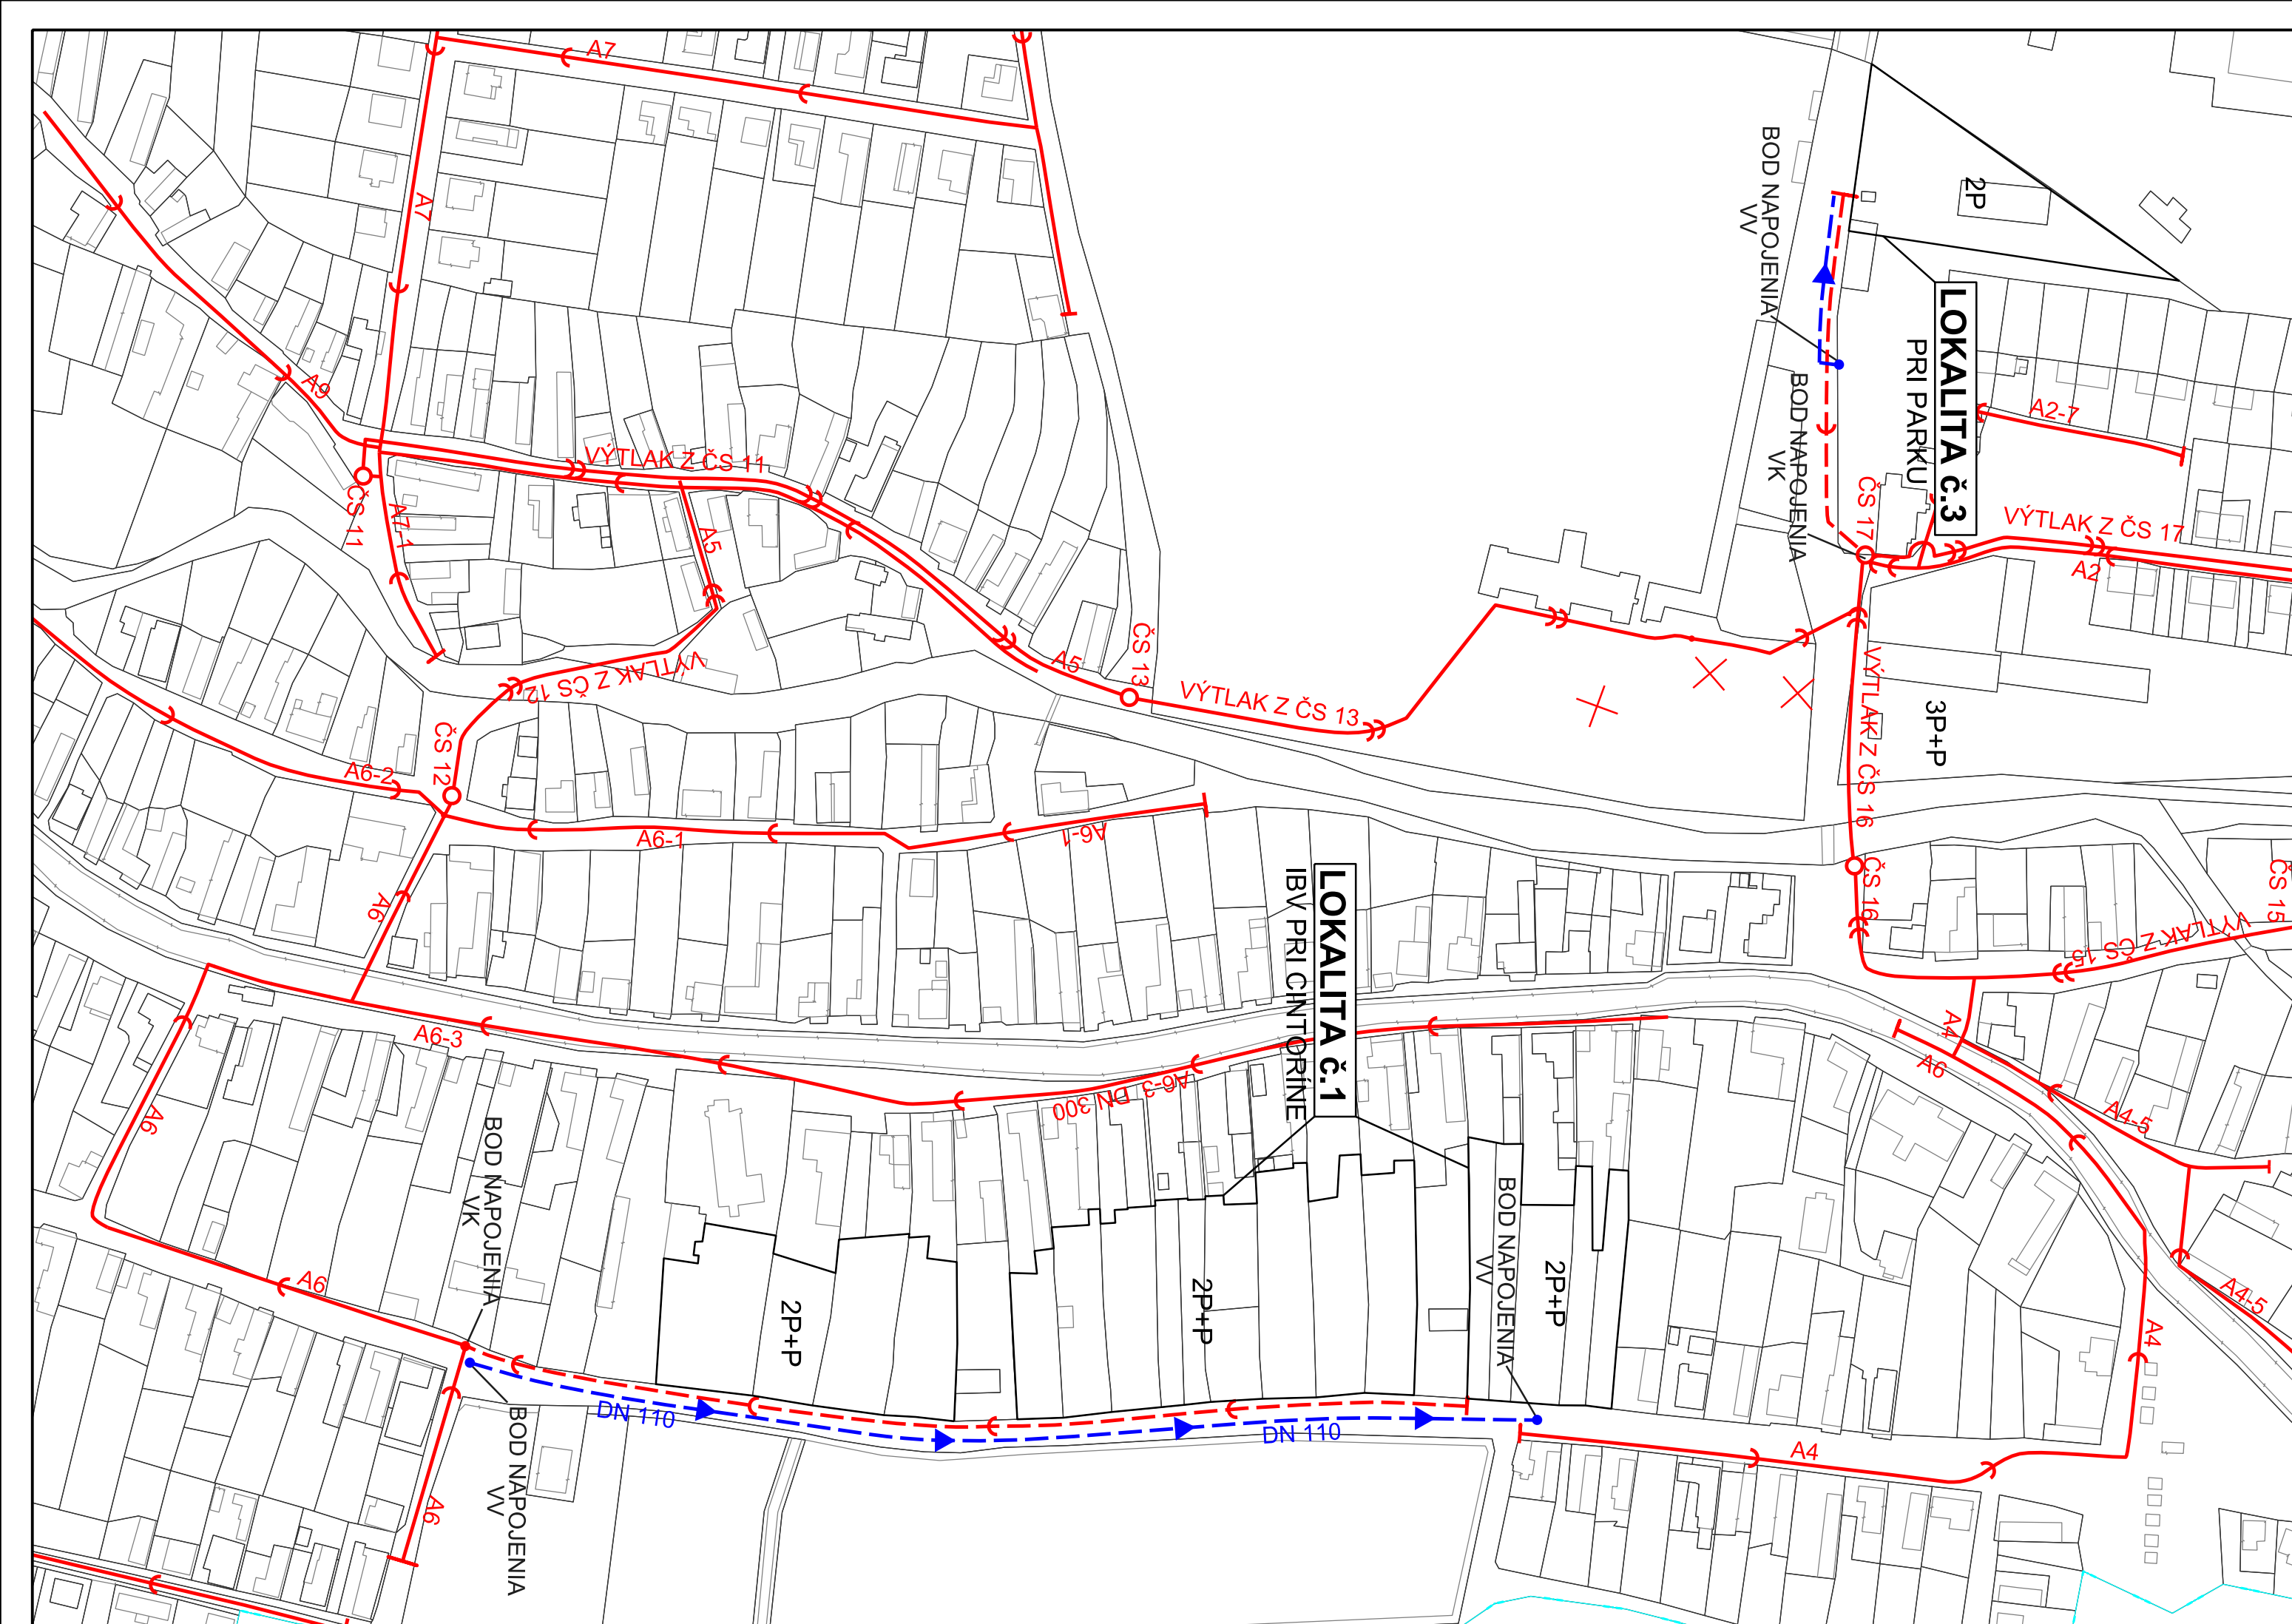 A7
A7
A9
VÝTLAK Z ČS 11
ČS 11
A7-1
A5
VÝTLAK Z ČS 12
ČS 12
A5
ČS 13
VÝTLAK Z ČS 13
BOD NAPOJENIA
VV
2P
LOKALITA č.3
PRI PARKU
BOD NAPOJENIA
VK
ČS 17
A2-7
VÝTLAK Z ČS 17
A2
3P+P
VÝTLAK Z ČS 16
ČS 16
ČS 15
VÝTLAK Z ČS 15
A6-2
A6-1
A6-1
A6
A6-3
A6-3 DN 300
LOKALITA č.1
IBV PRI CINTORÍNE
A4
A6
A4-5
A4-5
A4
A6
A6
BOD NAPOJENIA
VK
2P+P
2P+P
BOD NAPOJENIA
VV
2P+P
DN 110
DN 110
A4
BOD NAPOJENIA
VV
A6